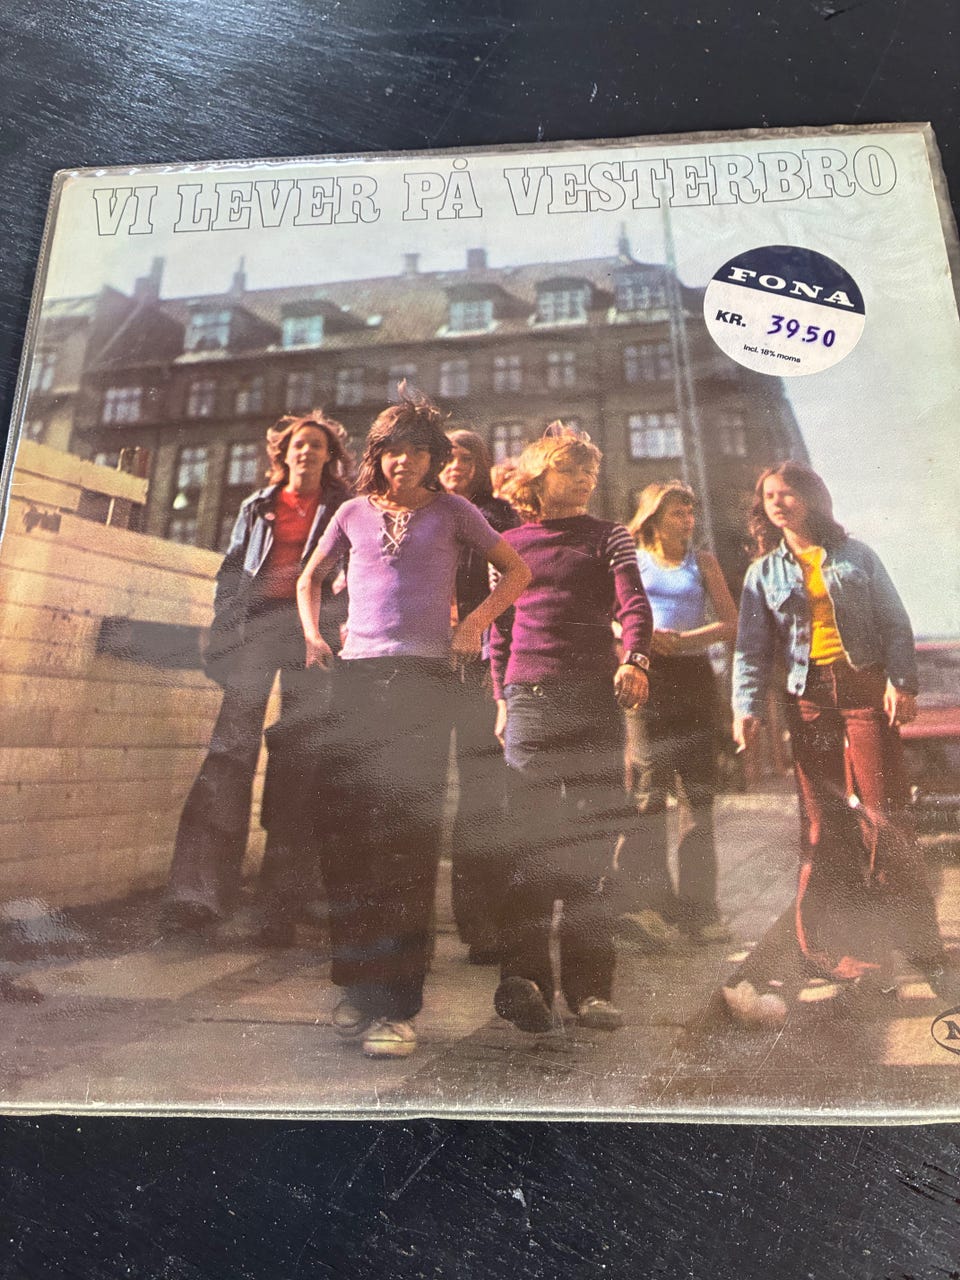 VI LEVER PÅ VESTERBRO
FONA
KR. 39.50
incl. 18% moms